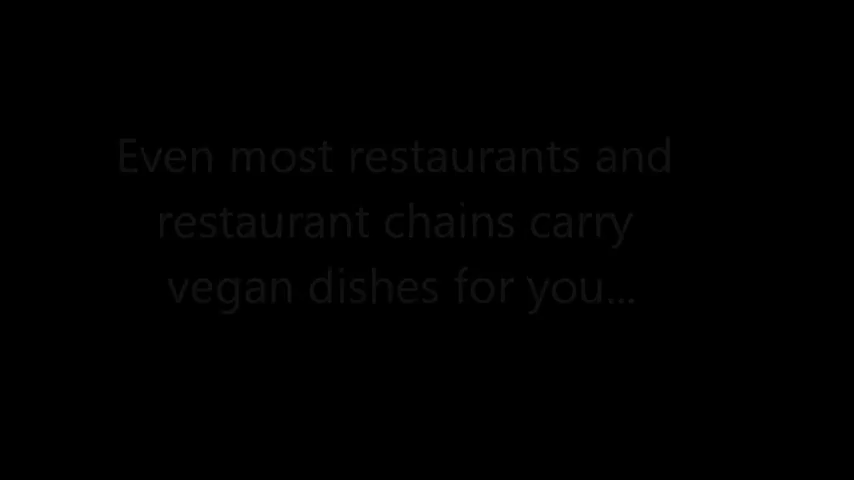 Even most restaurants and
restaurant chains carry
vegan dishes for you...